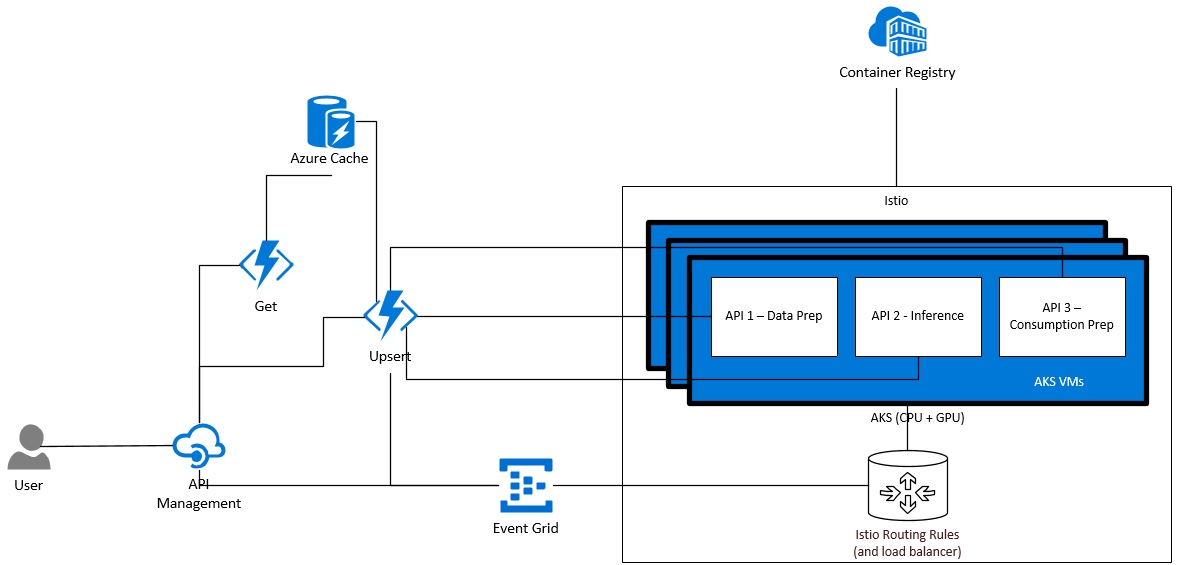 Container Registry
Azure Cache
Istio
Get
API 1 – Data Prep
API 2 - Inference
API 3 –
Consumption Prep
Upsert
AKS VMs
AKS (CPU + GPU)
User
API
Management
Event Grid
Istio Routing Rules
(and load balancer)